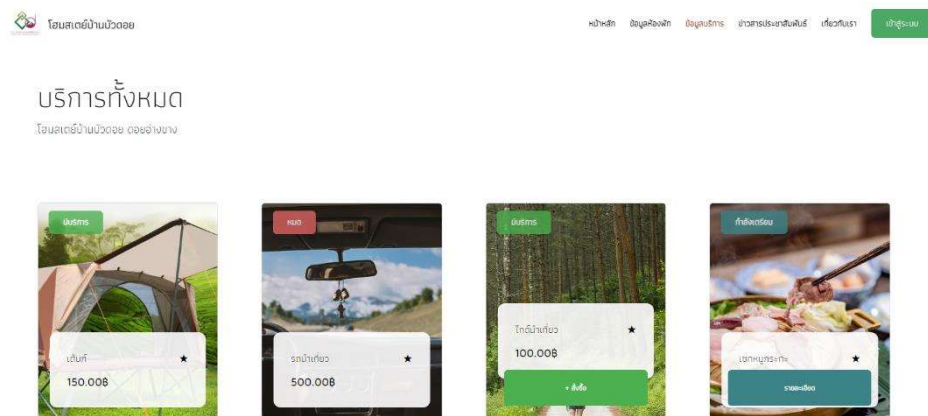 โฮมสเตย์บ้านบัวดอย
หน้าหลัก ข้อมูลห้องพัก ข้อมูลบริการ ข่าวสารประชาสัมพันธ์ เกี่ยวกับเรา เข้าสู่ระบบ
บริการทั้งหมด
โฮมสเตย์บ้านบัวดอย ดอยอ่างขาง
มีบริการ
เต็นท์
150.00฿
หมด
รถนำเที่ยว
500.00฿
มีบริการ
ไกด์นำเที่ยว
100.00฿
+ สั่งซื้อ
กำลังเตรียม
เซทหมูกระทะ
รายละเอียด